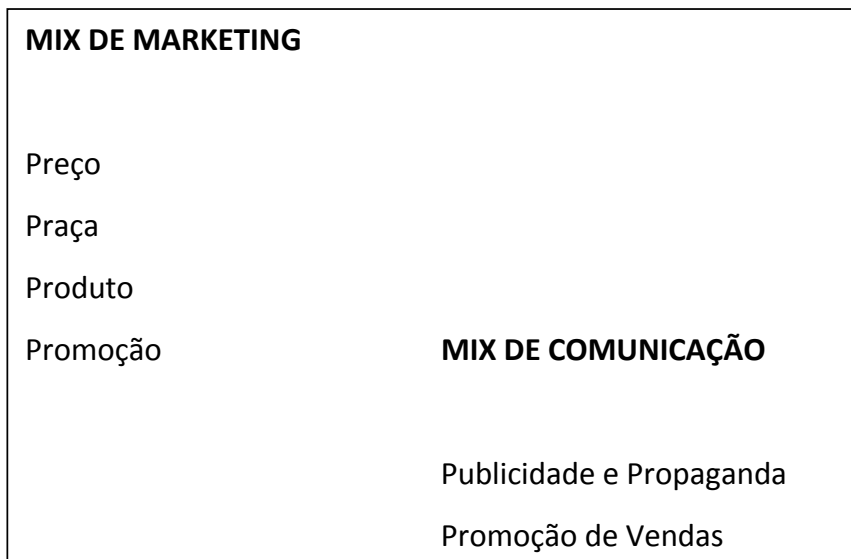 MIX DE MARKETING
Preço
Praça
Produto
Promoção MIX DE COMUNICAÇÃO
Publicidade e Propaganda
Promoção de Vendas